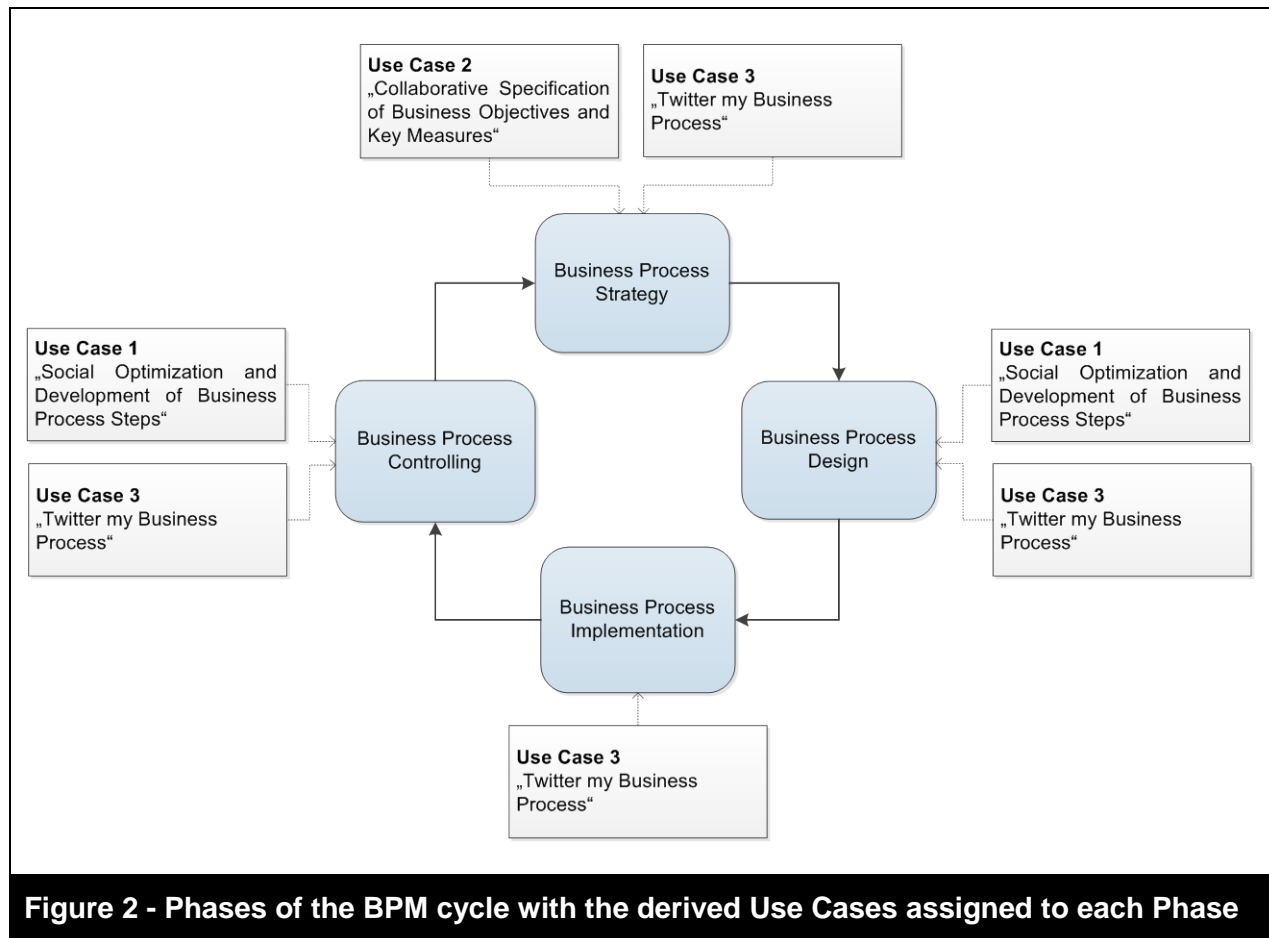 Use Case 2
„Collaborative Specification
of Business Objectives and
Key Measures“
Use Case 3
„Twitter my Business
Process“
Business Process
Strategy
Use Case 1
„Social Optimization and
Development of Business
Process Steps“
Use Case 3
„Twitter my Business
Process“
Business Process
Controlling
Business Process
Design
Use Case 1
„Social Optimization and
Development of Business
Process Steps“
Use Case 3
„Twitter my Business
Process“
Business Process
Implementation
Use Case 3
„Twitter my Business
Process“
Figure 2 - Phases of the BPM cycle with the derived Use Cases assigned to each Phase